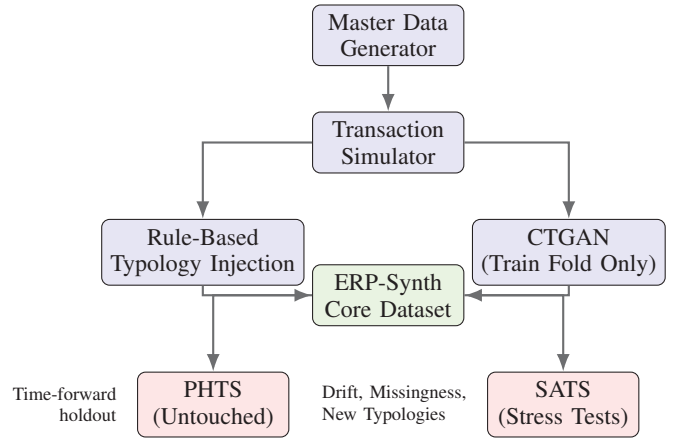 Master Data
Generator
Transaction
Simulator
Rule-Based
Typology Injection
CTGAN
(Train Fold Only)
ERP-Synth
Core Dataset
Time-forward
holdout
PHTS
(Untouched)
Drift, Missingness,
New Typologies
SATS
(Stress Tests)